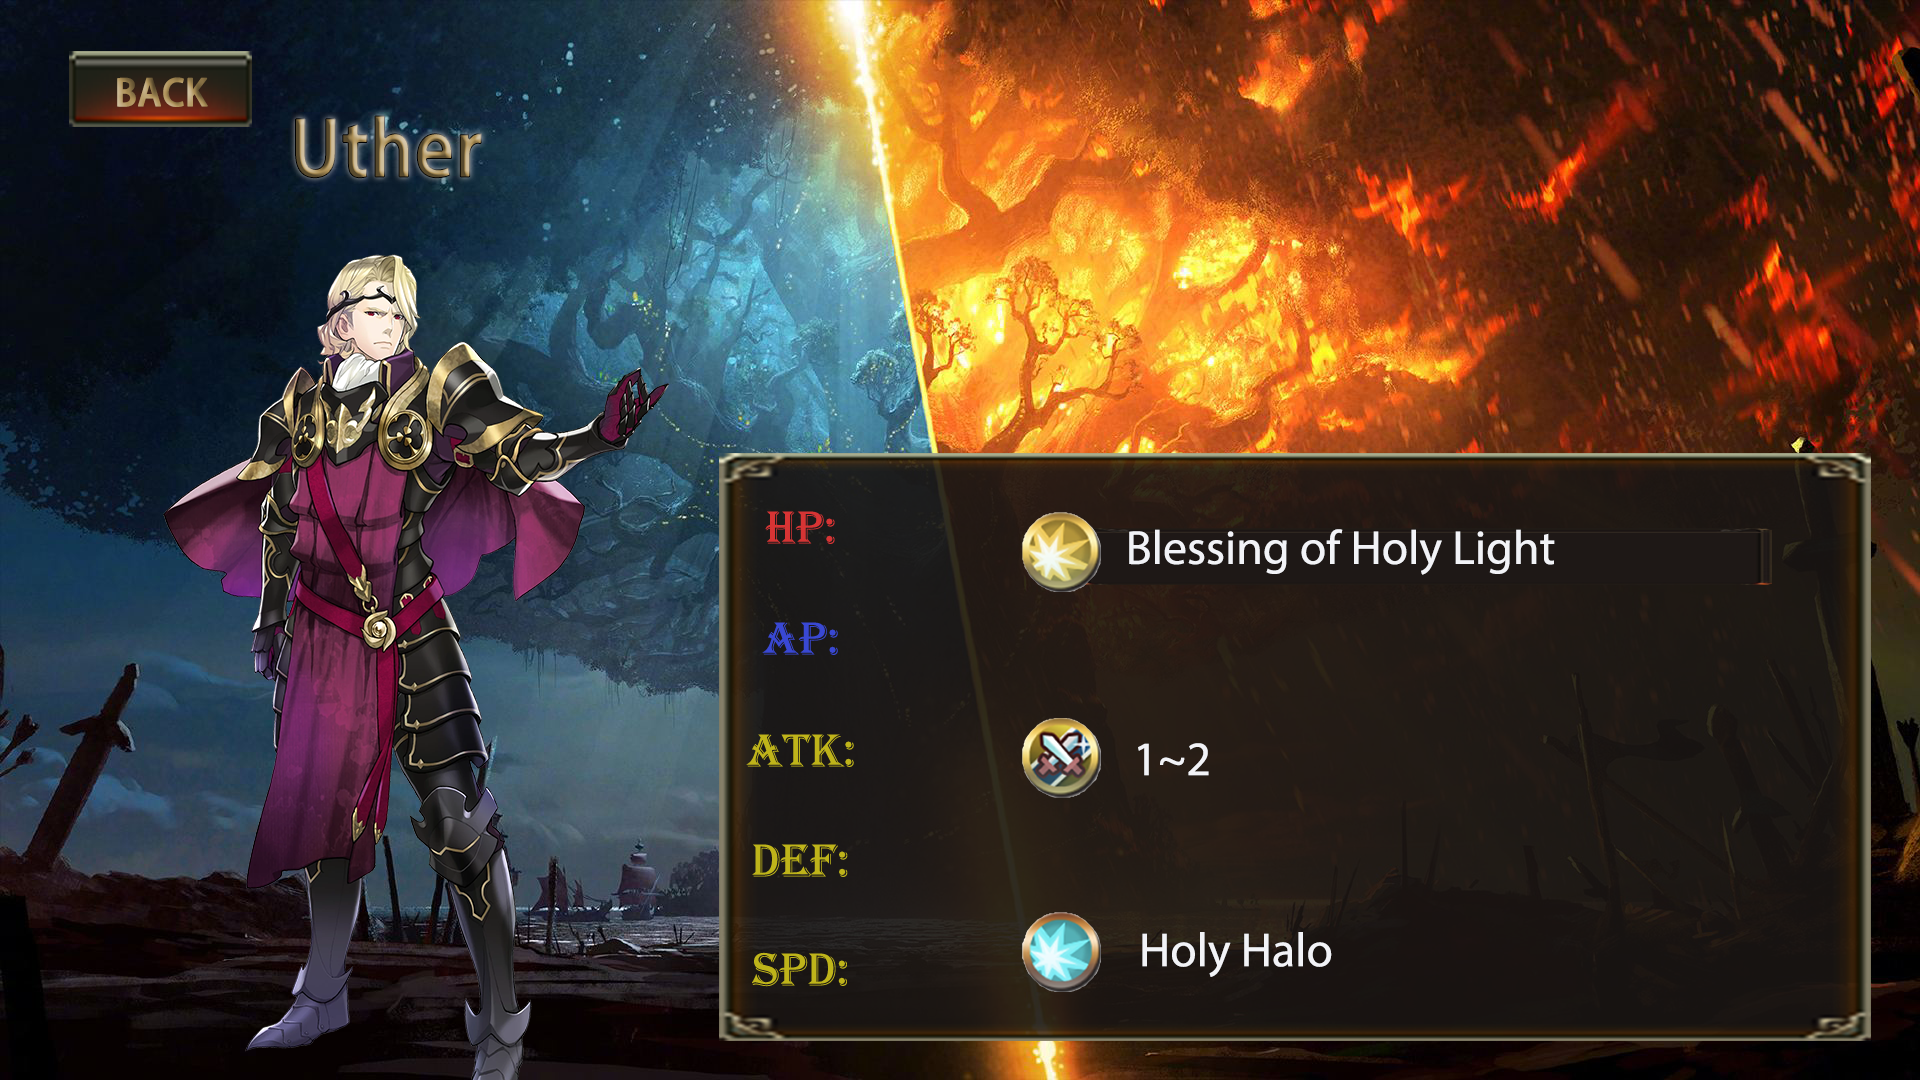 BACK
Uther
HP:
Blessing of Holy Light
AP:
ATK:
1~2
DEF:
SPD:
Holy Halo